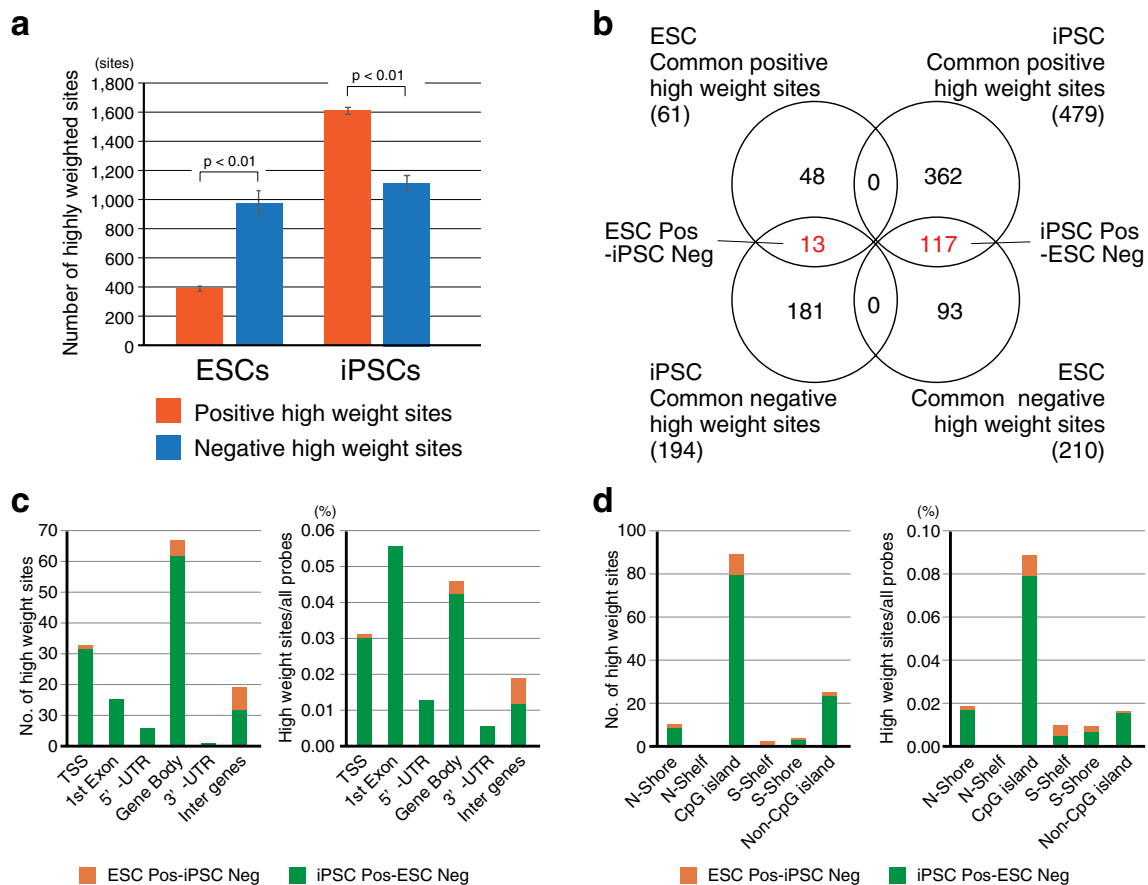 a
(sites)
Number of highly weighted sites
1,800
1,600
1,400
1,200
1,000
800
600
400
200
0
p < 0.01
p < 0.01
ESCs
iPSCs
Positive high weight sites
Negative high weight sites
b
ESC
Common positive
high weight sites
(61)
iPSC
Common positive
high weight sites
(479)
48
0
362
ESC Pos
-iPSC Neg
13
117
iPSC Pos
-ESC Neg
181
0
93
iPSC
Common negative
high weight sites
(194)
ESC
Common negative
high weight sites
(210)
c
No. of high weight sites
70
60
50
40
30
20
30
0
TSS
1st Exon
5' -UTR
Gene Body
3' -UTR
Inter genes
(%)
High weight sites/all probes
0.06
0.05
0.04
0.03
0.02
0.01
0.00
TSS
1st Exon
5' -UTR
Gene Body
3' -UTR
Inter genes
ESC Pos-iPSC Neg
iPSC Pos-ESC Neg
d
No. of high weight sites
100
80
60
40
20
0
N-Shore
N-Shelf
CpG island
S-Shelf
S-Shore
Non-CpG island
(%)
High weight sites/all probes
0.10
0.08
0.06
0.04
0.02
0.00
N-Shore
N-Shelf
CpG island
S-Shelf
S-Shore
Non-CpG island
ESC Pos-iPSC Neg
iPSC Pos-ESC Neg